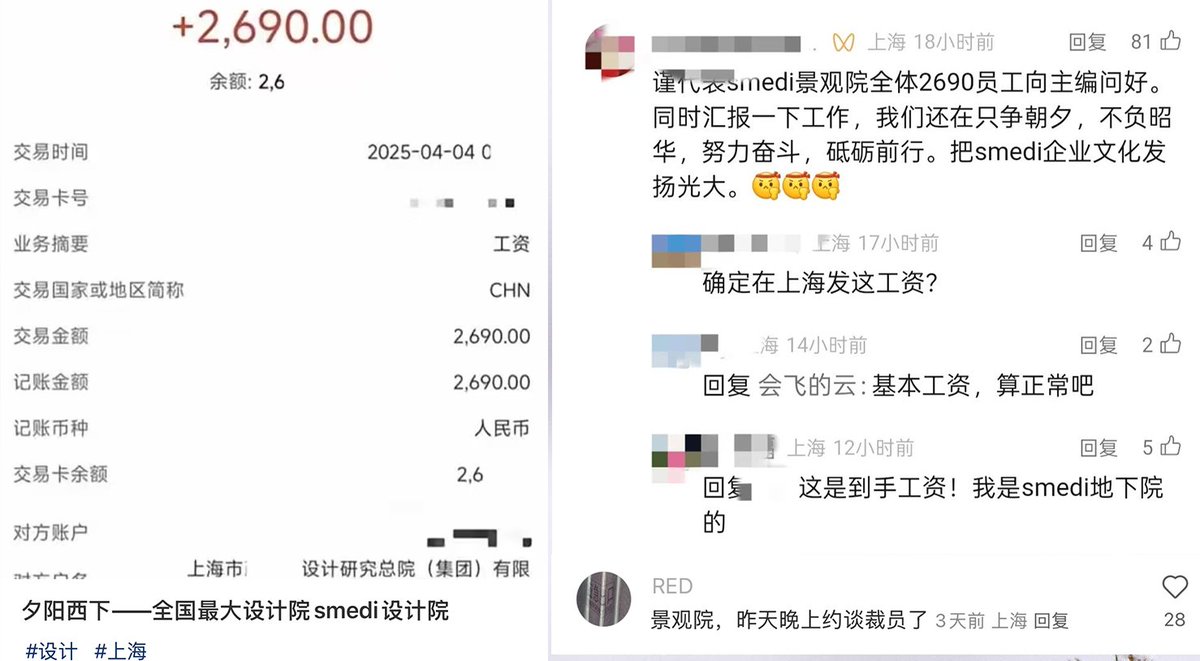 +2,690.00
余额: 2,6
交易时间 2025-04-04 0
交易卡号
业务摘要 工资
交易国家或地区简称 CHN
交易金额 2,690.00
记账金额 2,690.00
记账币种 人民币
交易卡余额 2,6
对方账户
对方户名 上海市 设计研究总院（集团）有限
夕阳西下——全国最大设计院smedi设计院
#设计 #上海
上海 18小时前 回复 81
谨代表smedi景观院全体2690员工向主编问好。
同时汇报一下工作，我们还在只争朝夕，不负昭
华，努力奋斗，砥砺前行。把smedi企业文化发
扬光大。
上海 17小时前 回复 4
确定在上海发这工资？
海 14小时前 回复 2
回复 会飞的云: 基本工资，算正常吧
上海 12小时前 回复 5
回复 这是到手工资！我是smedi地下院
的
RED
景观院，昨天晚上约谈裁员了 3天前 上海 回复 28